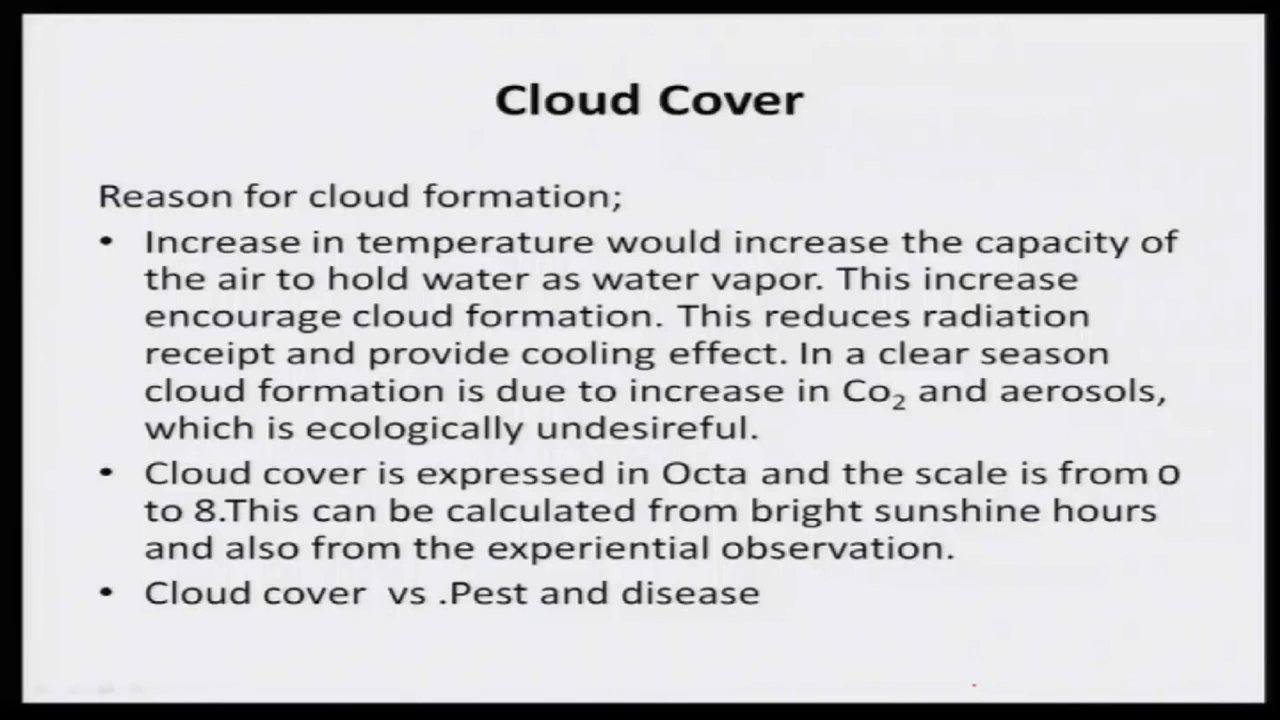 Cloud Cover
Reason for cloud formation;
• Increase in temperature would increase the capacity of
the air to hold water as water vapor. This increase
encourage cloud formation. This reduces radiation
receipt and provide cooling effect. In a clear season
cloud formation is due to increase in Co₂ and aerosols,
which is ecologically undesireful.
• Cloud cover is expressed in Octa and the scale is from 0
to 8.This can be calculated from bright sunshine hours
and also from the experiential observation.
• Cloud cover  vs .Pest and disease